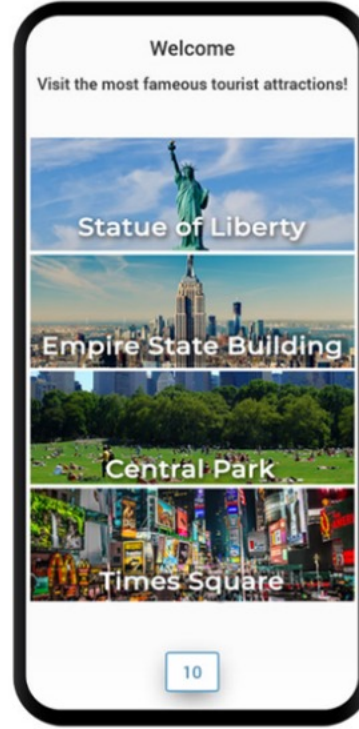 Welcome
Visit the most fameous tourist attractions!
Statue of Liberty
Empire State Building
Central Park
Times Square
10